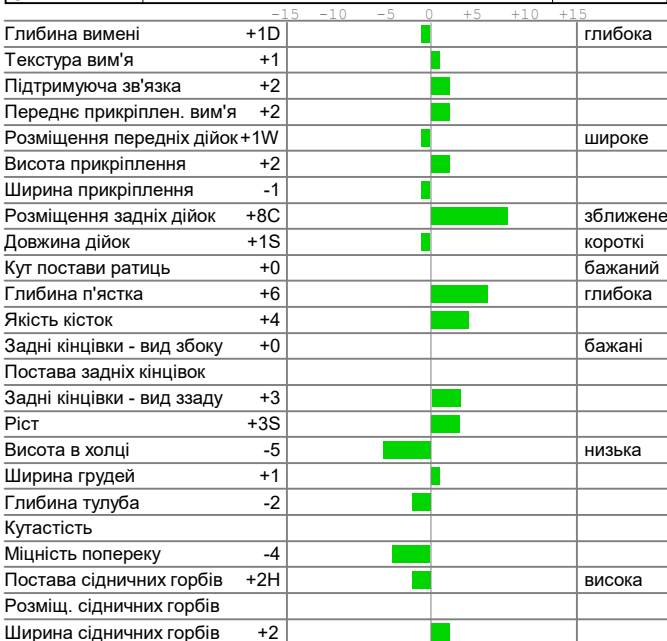 -15 -10 -5 0 +5 +10 +15
Глибина вимені +1D глибока
Текстура вим'я +1
Підтримуюча зв'язка +2
Переднє прикріплен. вим'я +2
Розміщення передніх дійок +1W широке
Висота прикріплення +2
Ширина прикріплення -1
Розміщення задніх дійок +8C зближене
Довжина дійок +1S короткі
Кут постави ратиць +0 бажаний
Глибина п'ястка +6 глибока
Якість кісток +4
Задні кінцівки - вид збоку +0 бажані
Постава задніх кінцівок
Задні кінцівки - вид ззаду +3
Ріст +3S
Висота в холці -5 низька
Ширина грудей +1
Глибина тулуба -2
Кутастість
Міцність попереку -4
Постава сідничних горбів +2H висока
Розміщ. сідничних горбів
Ширина сідничних горбів +2